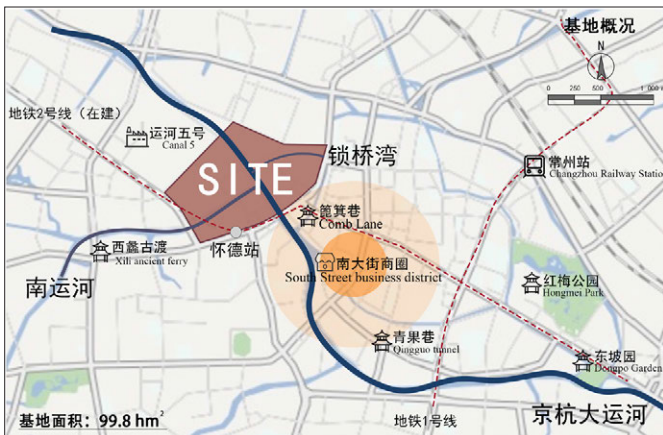 基地概况
N
0 250 500 1 000 m
地铁2号线（在建）
运河五号
Canal 5
SITE
锁桥湾
常州站
Changzhou Railway Statio
篦箕巷
Comb Lane
西蠡古渡
Xili ancient ferry
怀德站
南大街商圈
South Street business district
南运河
红梅公园
Hongmei Park
青果巷
Qingguo tunnel
东坡园
Dongpo Garden
基地面积：99.8 hm²
地铁1号线
京杭大运河